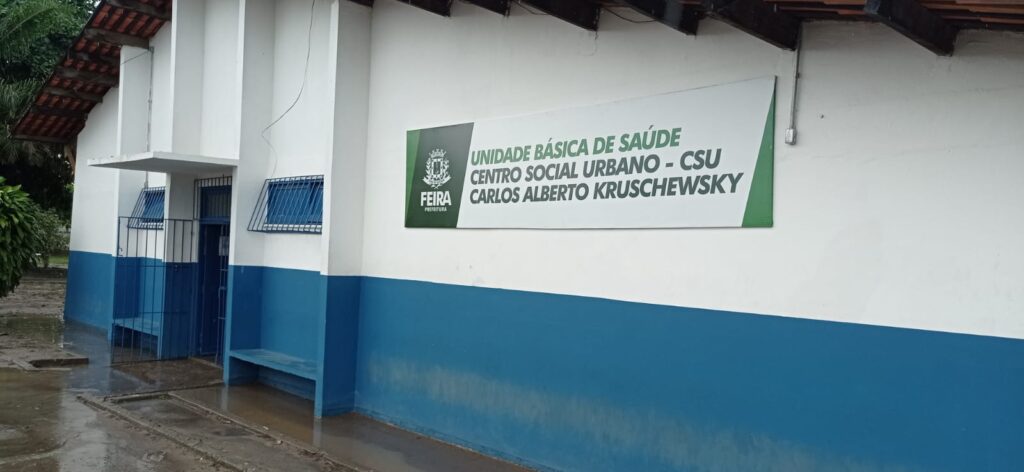 FEIRA
PREFEITURA
UNIDADE BÁSICA DE SAÚDE
CENTRO SOCIAL URBANO - CSU
CARLOS ALBERTO KRUSCHEWSKY